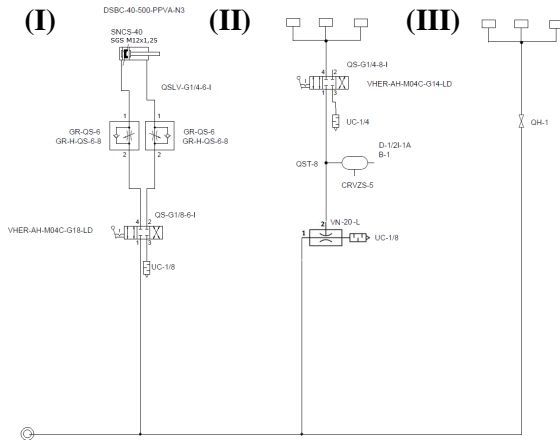 (I)
DSBC-40-500-PPVA-N3
SNCS-40
SGS M12x1,25
QSLV-G1/4-6-I
1
1
GR-QS-6
GR-H-QS-6-8
GR-QS-6
GR-H-QS-6-8
2
2
QS-G1/8-6-I
VHER-AH-M04C-G18-LD
4 2
1 3
UC-1/8
(II)
QS-G1/4-8-I
4 2
VHER-AH-M04C-G14-LD
1 3
UC-1/4
D-1/2I-1A
B-1
QST-8
CRVZS-5
2 VN-20-L
1
UC-1/8
(III)
QH-1